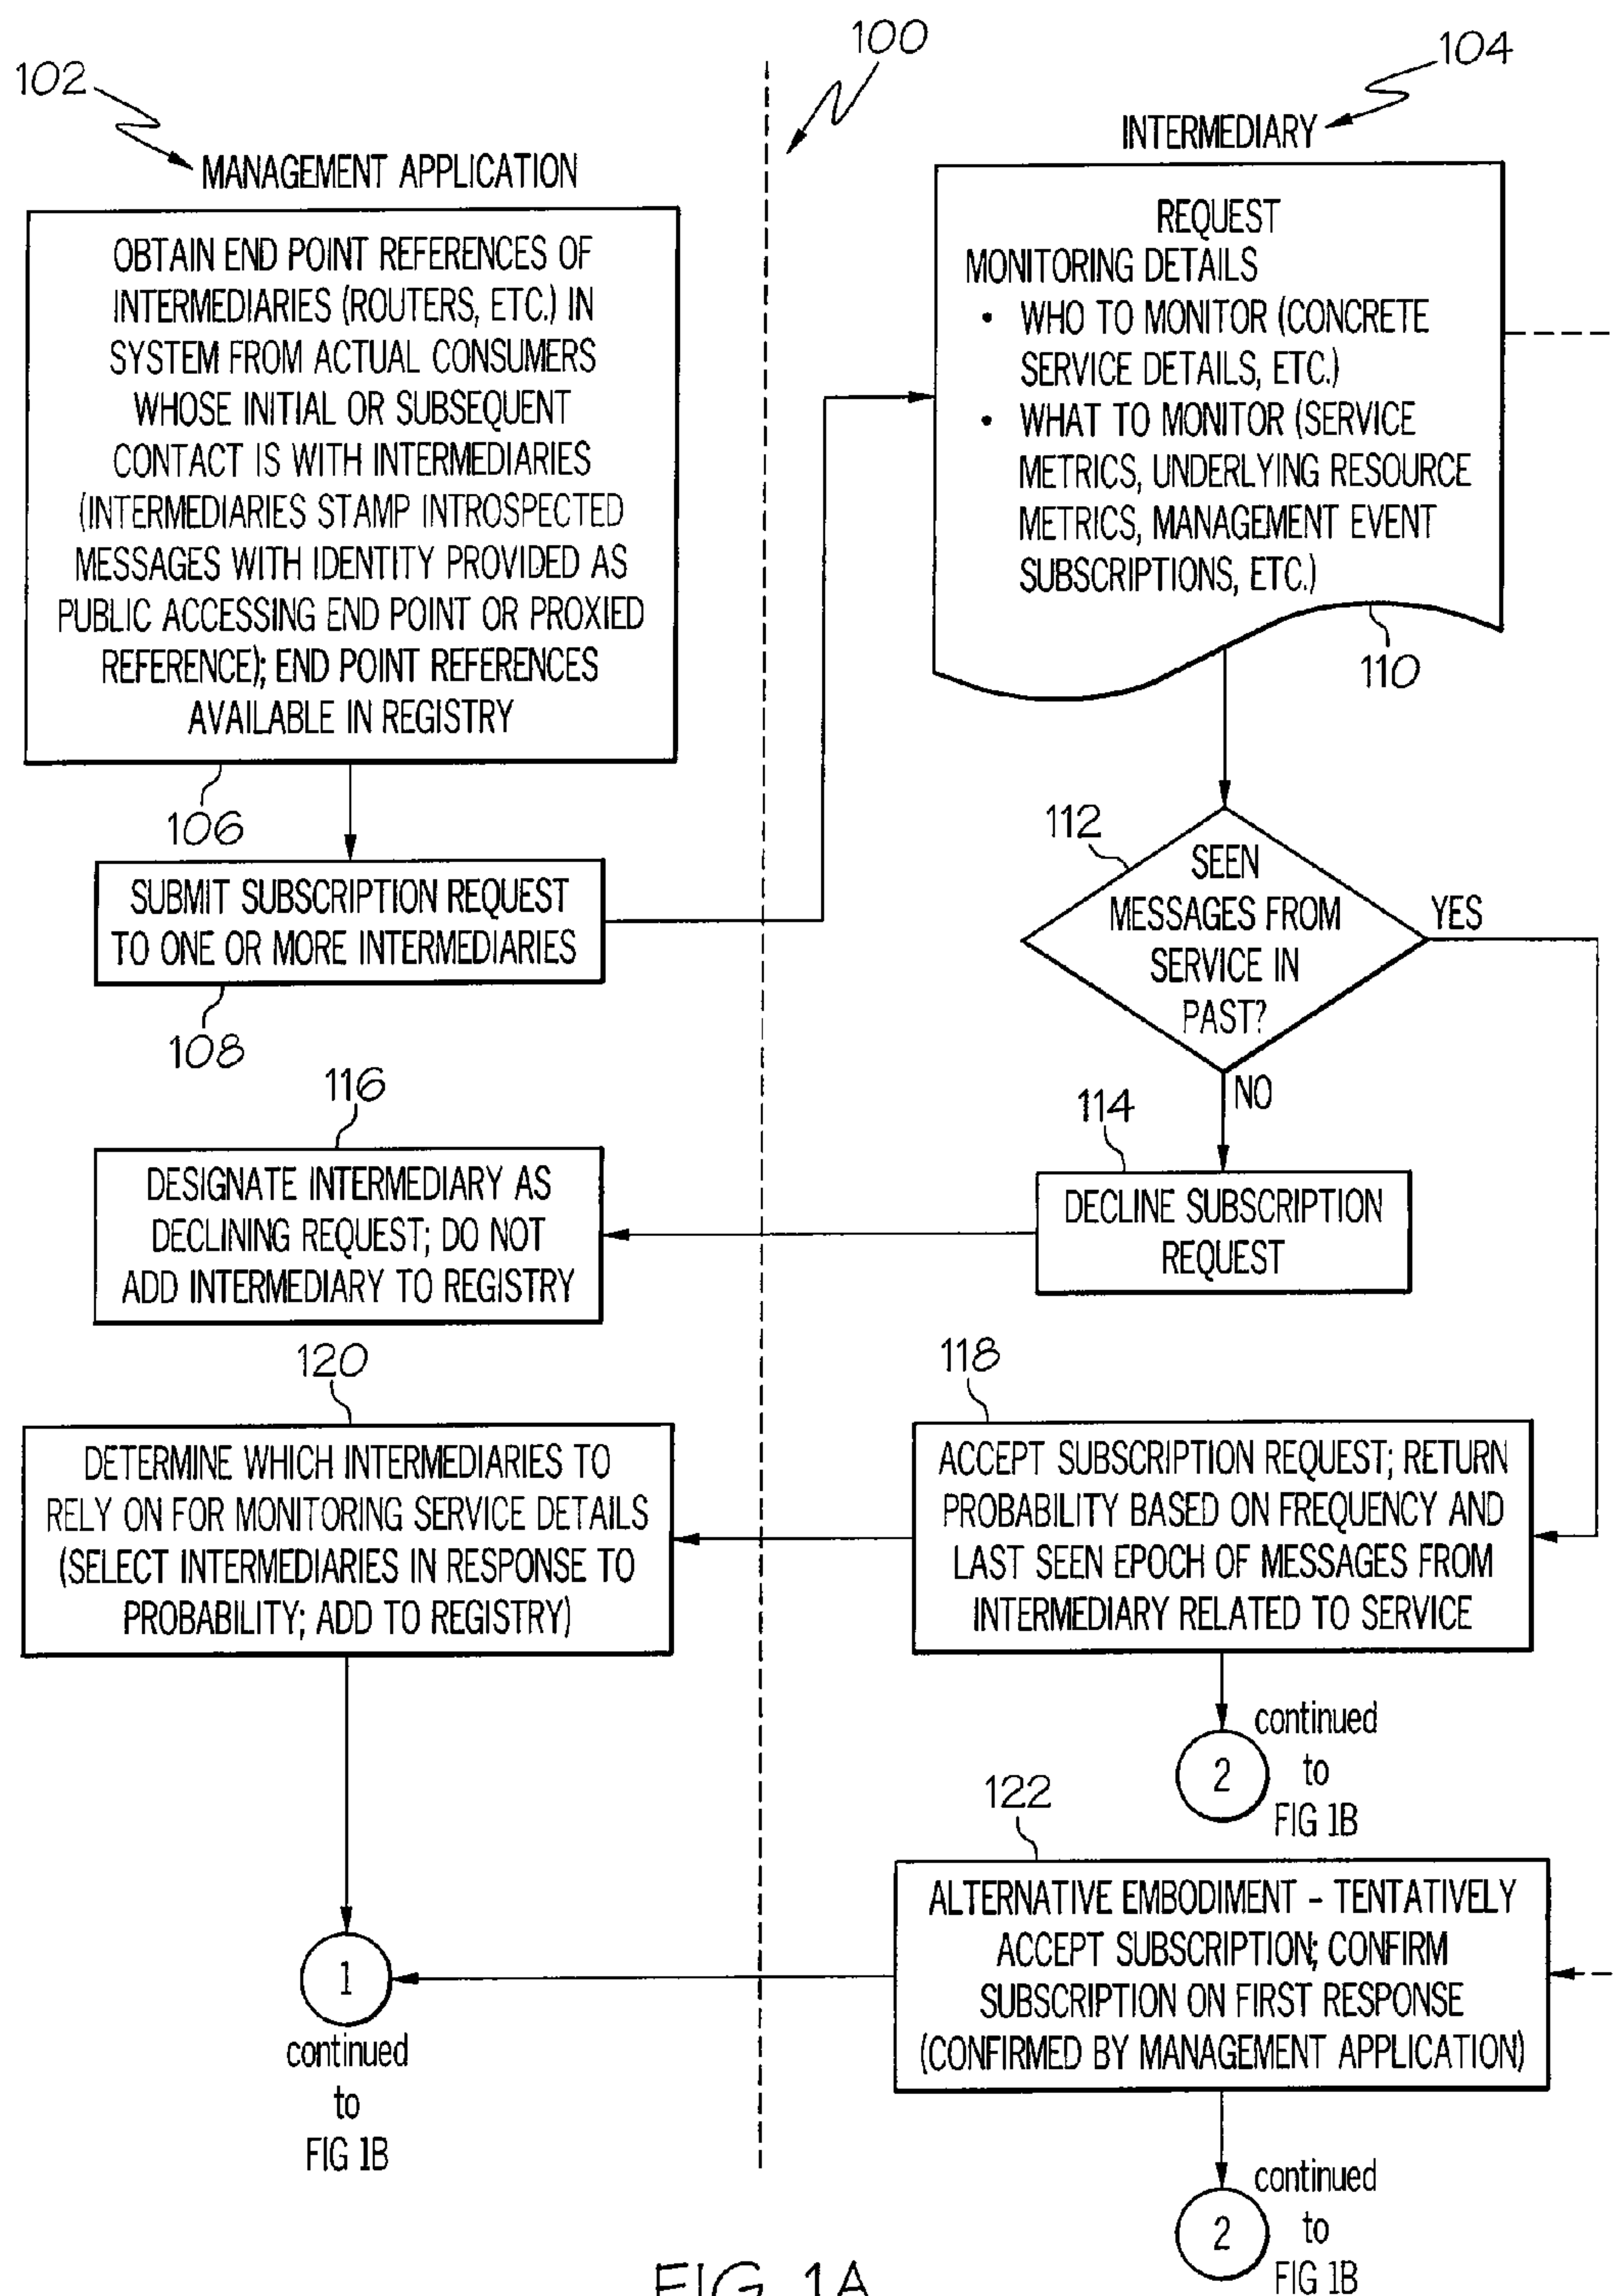 100
104
102
INTERMEDIARY
MANAGEMENT APPLICATION
OBTAIN END POINT REFERENCES OF
INTERMEDIARIES (ROUTERS, ETC.) IN
SYSTEM FROM ACTUAL CONSUMERS
WHOSE INITIAL OR SUBSEQUENT
CONTACT IS WITH INTERMEDIARIES
(INTERMEDIARIES STAMP INTROSPECTED
MESSAGES WITH IDENTITY PROVIDED AS
PUBLIC ACCESSING END POINT OR PROXIED
REFERENCE); END POINT REFERENCES
AVAILABLE IN REGISTRY
106
REQUEST
MONITORING DETAILS
• WHO TO MONITOR (CONCRETE
SERVICE DETAILS, ETC.)
• WHAT TO MONITOR (SERVICE
METRICS, UNDERLYING RESOURCE
METRICS, MANAGEMENT EVENT
SUBSCRIPTIONS, ETC.)
110
SUBMIT SUBSCRIPTION REQUEST
TO ONE OR MORE INTERMEDIARIES
108
112
SEEN
MESSAGES FROM
SERVICE IN
PAST?
YES
NO
114
DECLINE SUBSCRIPTION
REQUEST
116
DESIGNATE INTERMEDIARY AS
DECLINING REQUEST; DO NOT
ADD INTERMEDIARY TO REGISTRY
118
ACCEPT SUBSCRIPTION REQUEST; RETURN
PROBABILITY BASED ON FREQUENCY AND
LAST SEEN EPOCH OF MESSAGES FROM
INTERMEDIARY RELATED TO SERVICE
120
DETERMINE WHICH INTERMEDIARIES TO
RELY ON FOR MONITORING SERVICE DETAILS
(SELECT INTERMEDIARIES IN RESPONSE TO
PROBABILITY; ADD TO REGISTRY)
2
continued
to
FIG 1B
122
ALTERNATIVE EMBODIMENT - TENTATIVELY
ACCEPT SUBSCRIPTION; CONFIRM
SUBSCRIPTION ON FIRST RESPONSE
(CONFIRMED BY MANAGEMENT APPLICATION)
1
continued
to
FIG 1B
2
continued
to
FIG 1B
FIG. 1A